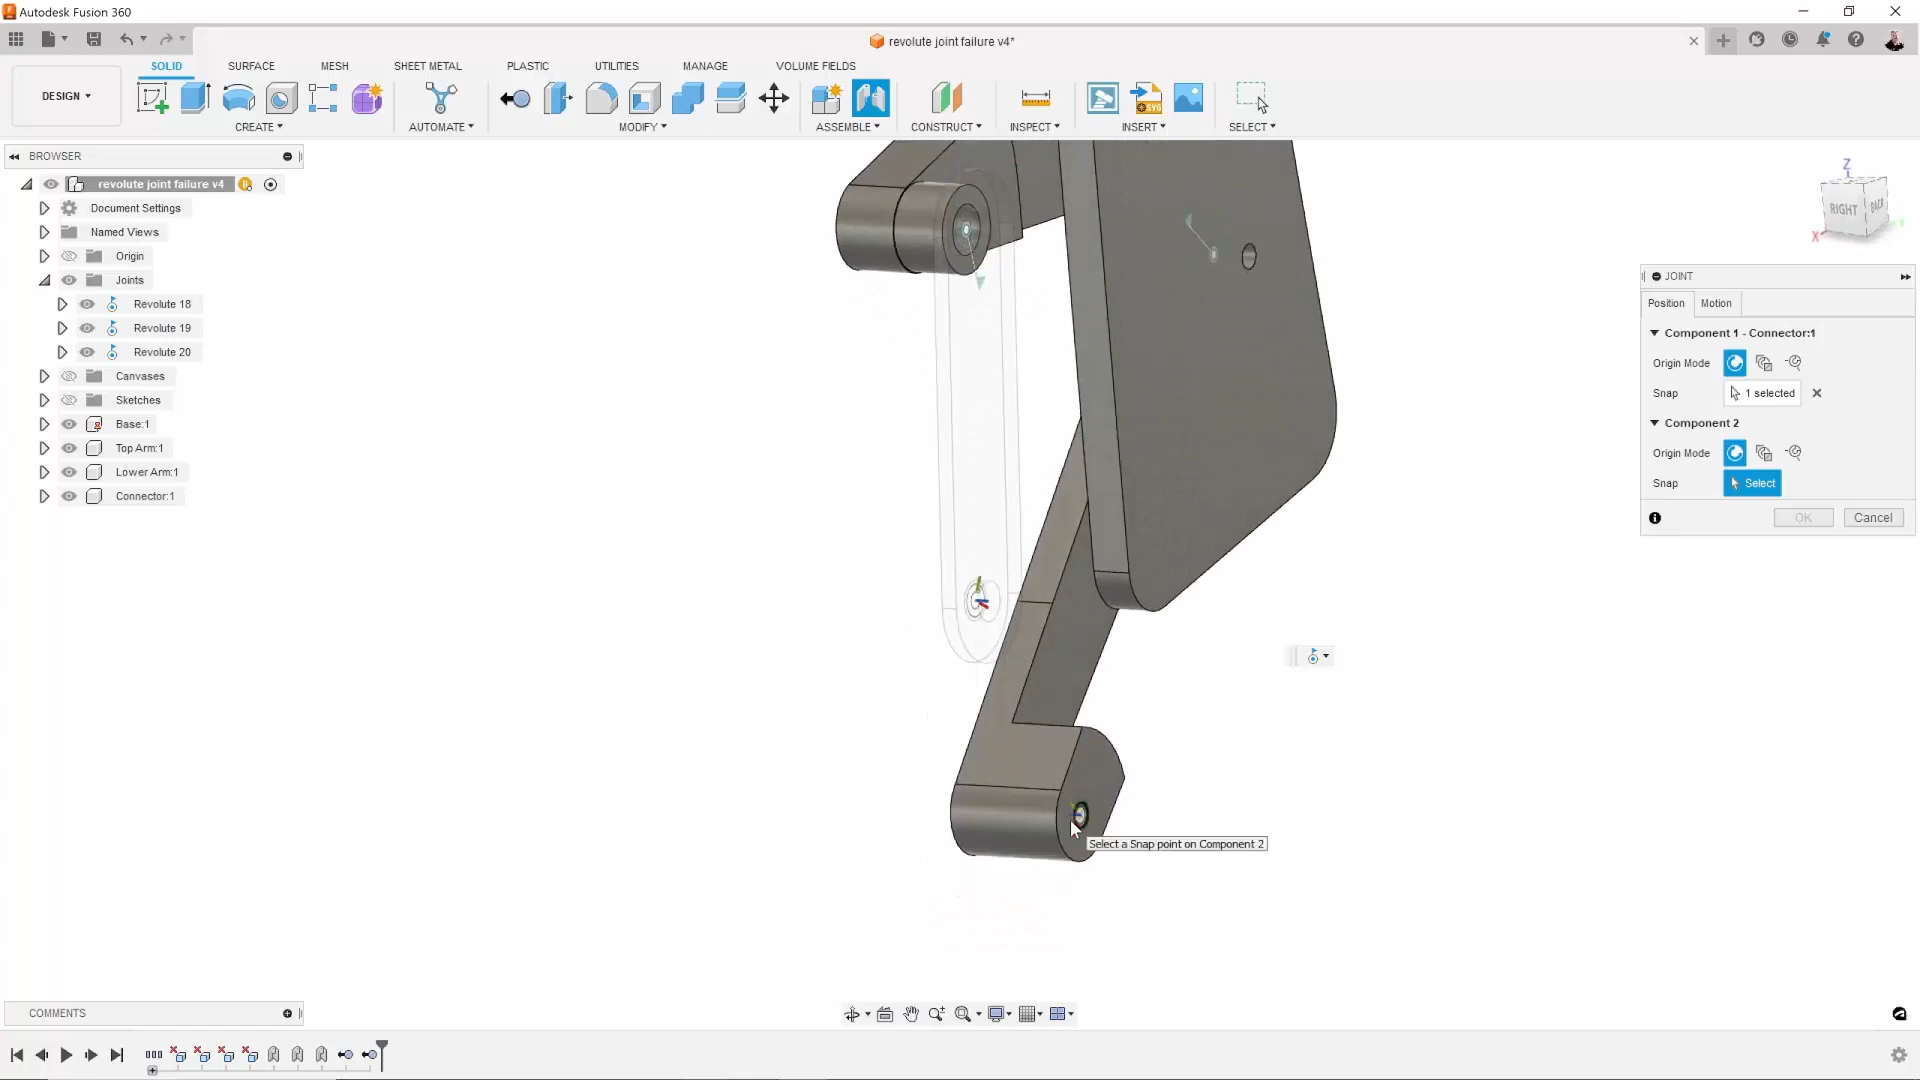 Autodesk Fusion 360
revolute joint failure v4*
DESIGN
SOLID
SURFACE
MESH
SHEET METAL
PLASTIC
UTILITIES
MANAGE
VOLUME FIELDS
CREATE
AUTOMATE
MODIFY
ASSEMBLE
CONSTRUCT
INSPECT
INSERT
SELECT
SVG
BROWSER
revolute joint failure v4
Document Settings
Named Views
Origin
Joints
Revolute 18
Revolute 19
Revolute 20
Canvases
Sketches
Base:1
Top Arm:1
Lower Arm:1
Connector:1
Z
RIGHT
BACK
X
JOINT
Position
Motion
Component 1 - Connector:1
Origin Mode
Snap
1 selected
Component 2
Origin Mode
Snap
Select
OK
Cancel
Select a Snap point on Component 2
COMMENTS